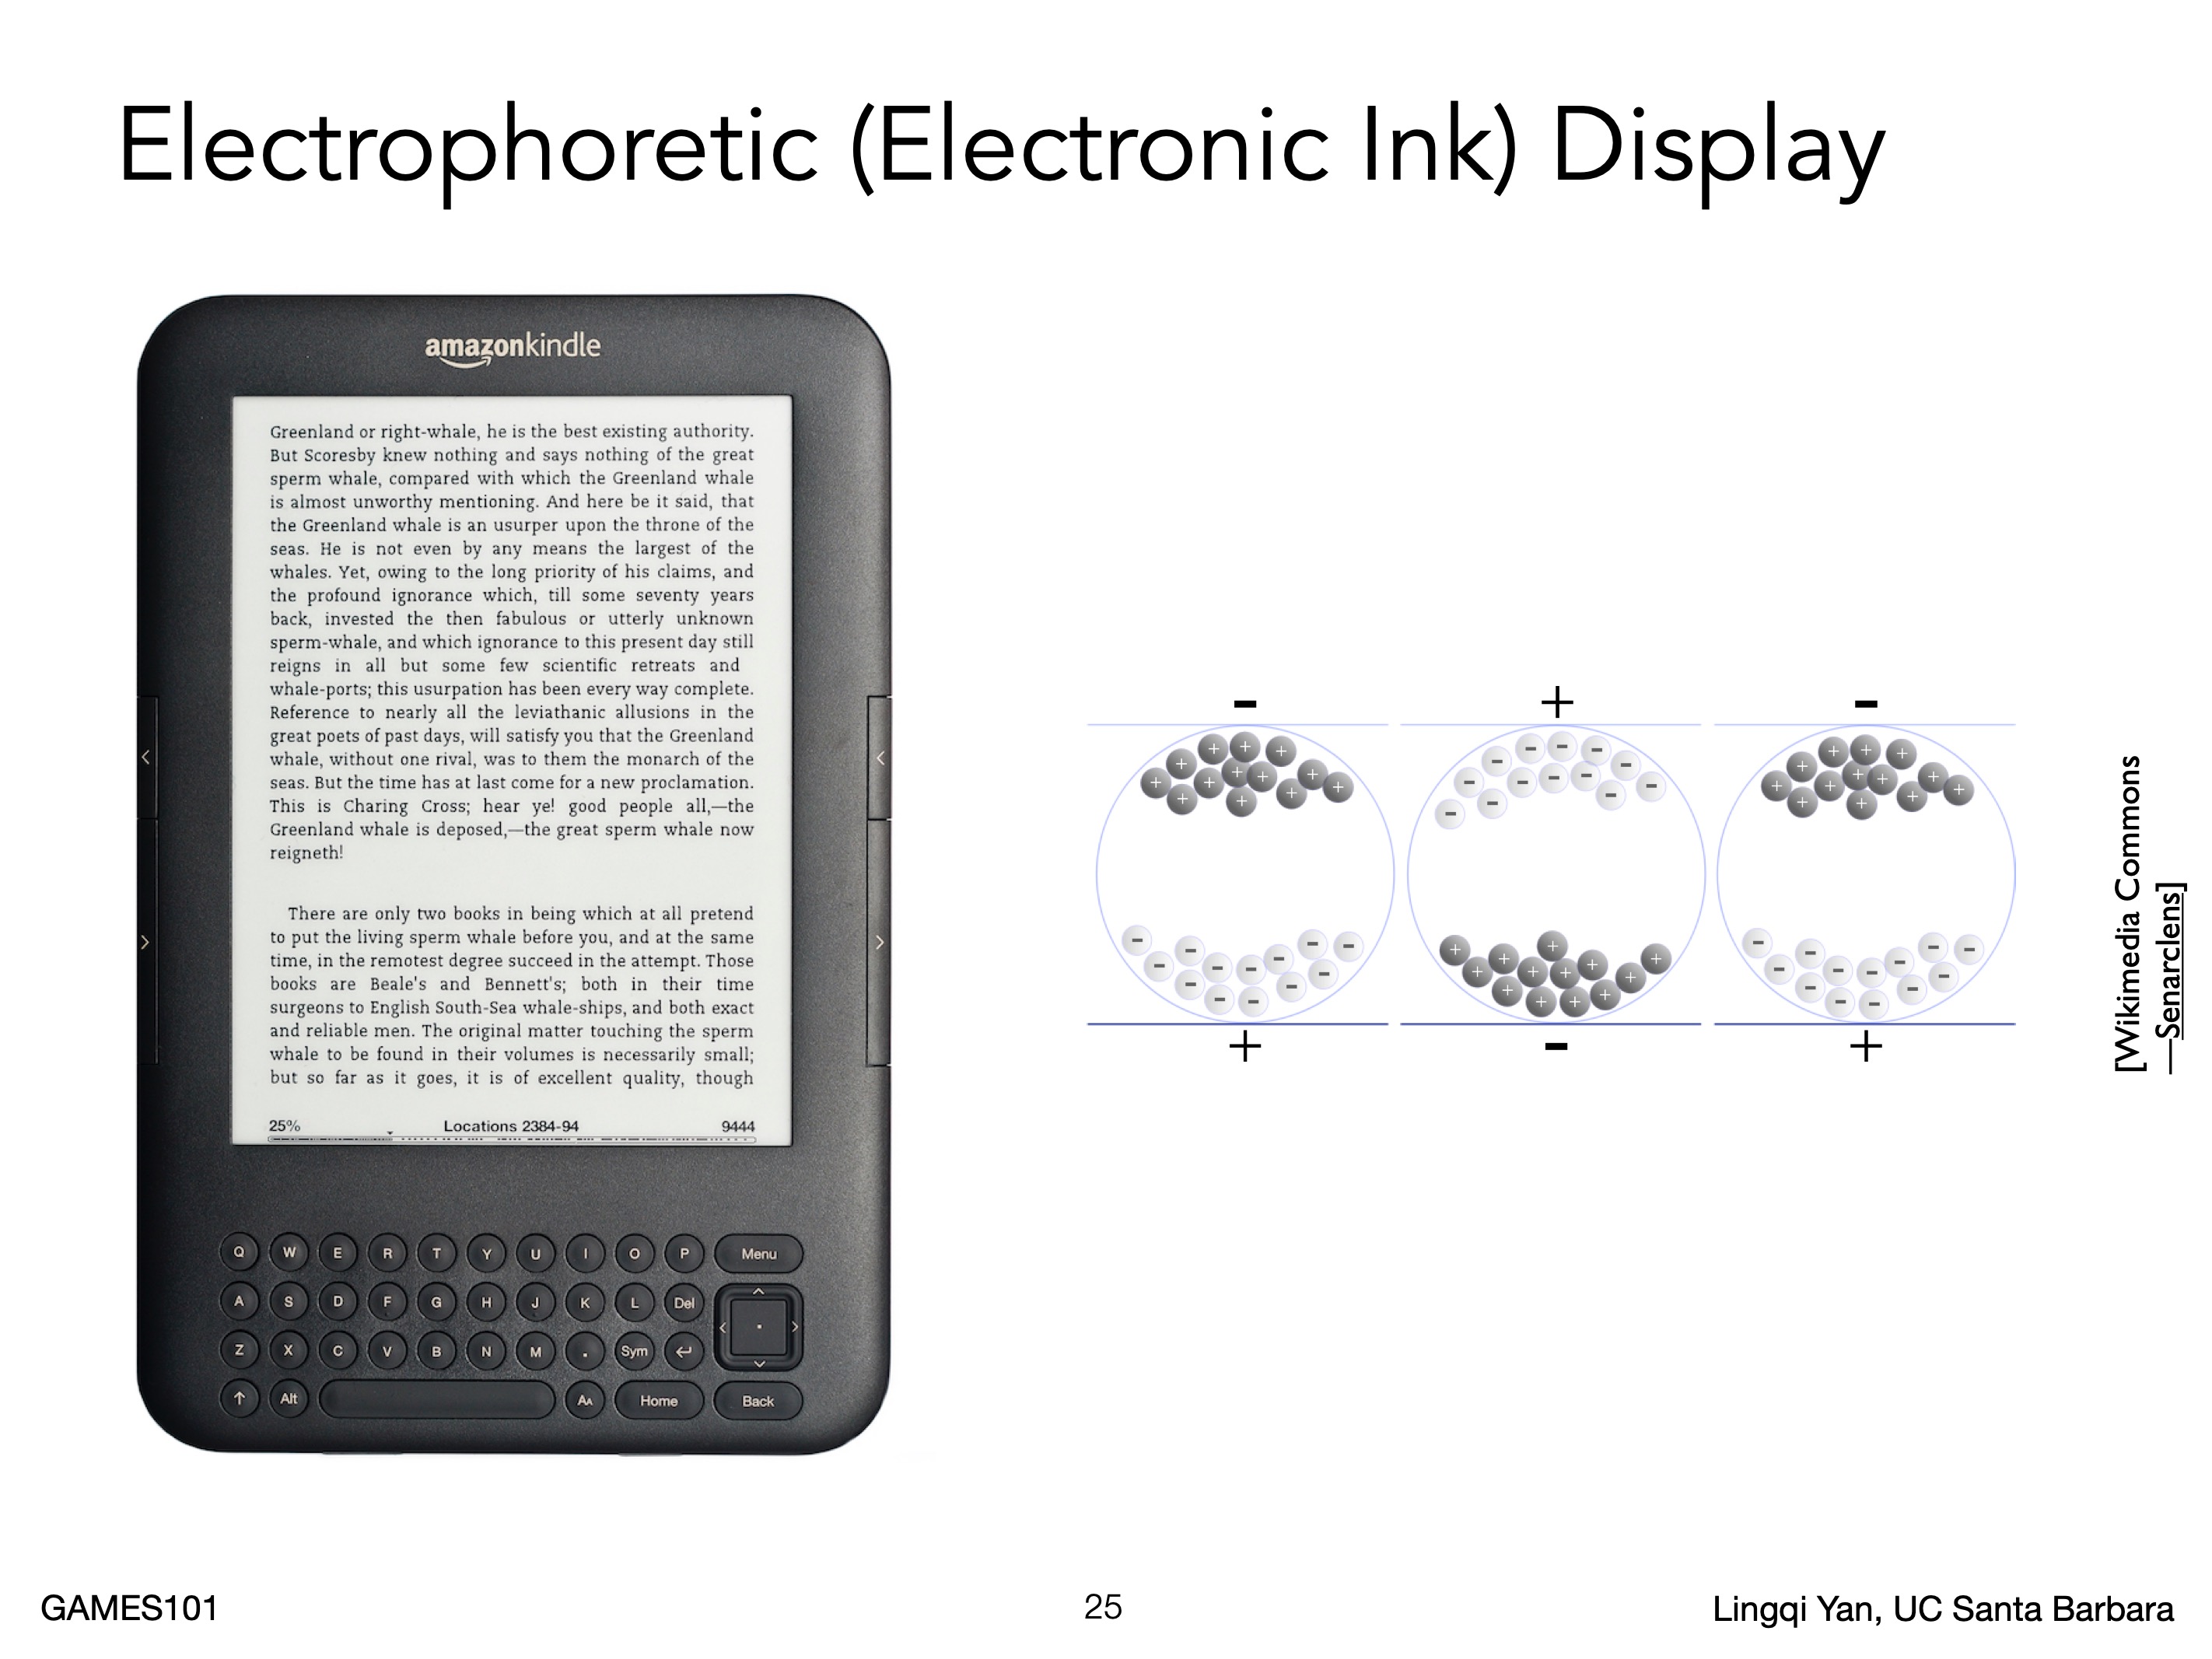 Electrophoretic (Electronic Ink) Display
amazonkindle
Greenland or right-whale, he is the best existing authority.
But Scoresby knew nothing and says nothing of the great
sperm whale, compared with which the Greenland whale
is almost unworthy mentioning. And here be it said, that
the Greenland whale is an usurper upon the throne of the
seas. He is not even by any means the largest of the
whales. Yet, owing to the long priority of his claims, and
the profound ignorance which, till some seventy years
back, invested the then fabulous or utterly unknown
sperm-whale, and which ignorance to this present day still
reigns in all but some few scientific retreats and
whale-ports; this usurpation has been every way complete.
Reference to nearly all the leviathanic allusions in the
great poets of past days, will satisfy you that the Greenland
whale, without one rival, was to them the monarch of the
seas. But the time has at last come for a new proclamation.
This is Charing Cross; hear ye! good people all,—the
Greenland whale is deposed,—the great sperm whale now
reigneth!
There are only two books in being which at all pretend
to put the living sperm whale before you, and at the same
time, in the remotest degree succeed in the attempt. Those
books are Beale's and Bennett's; both in their time
surgeons to English South-Sea whale-ships, and both exact
and reliable men. The original matter touching the sperm
whale to be found in their volumes is necessarily small;
but so far as it goes, it is of excellent quality, though
25% Locations 2384-94 9444
Q W E R T Y U I O P Menu
A S D F G H J K L Del
Z X C V B N M . Sym
Alt AA Home Back
- + -
+ - +
[Wikimedia Commons
—Senarclens]
GAMES101 25 Lingqi Yan, UC Santa Barbara